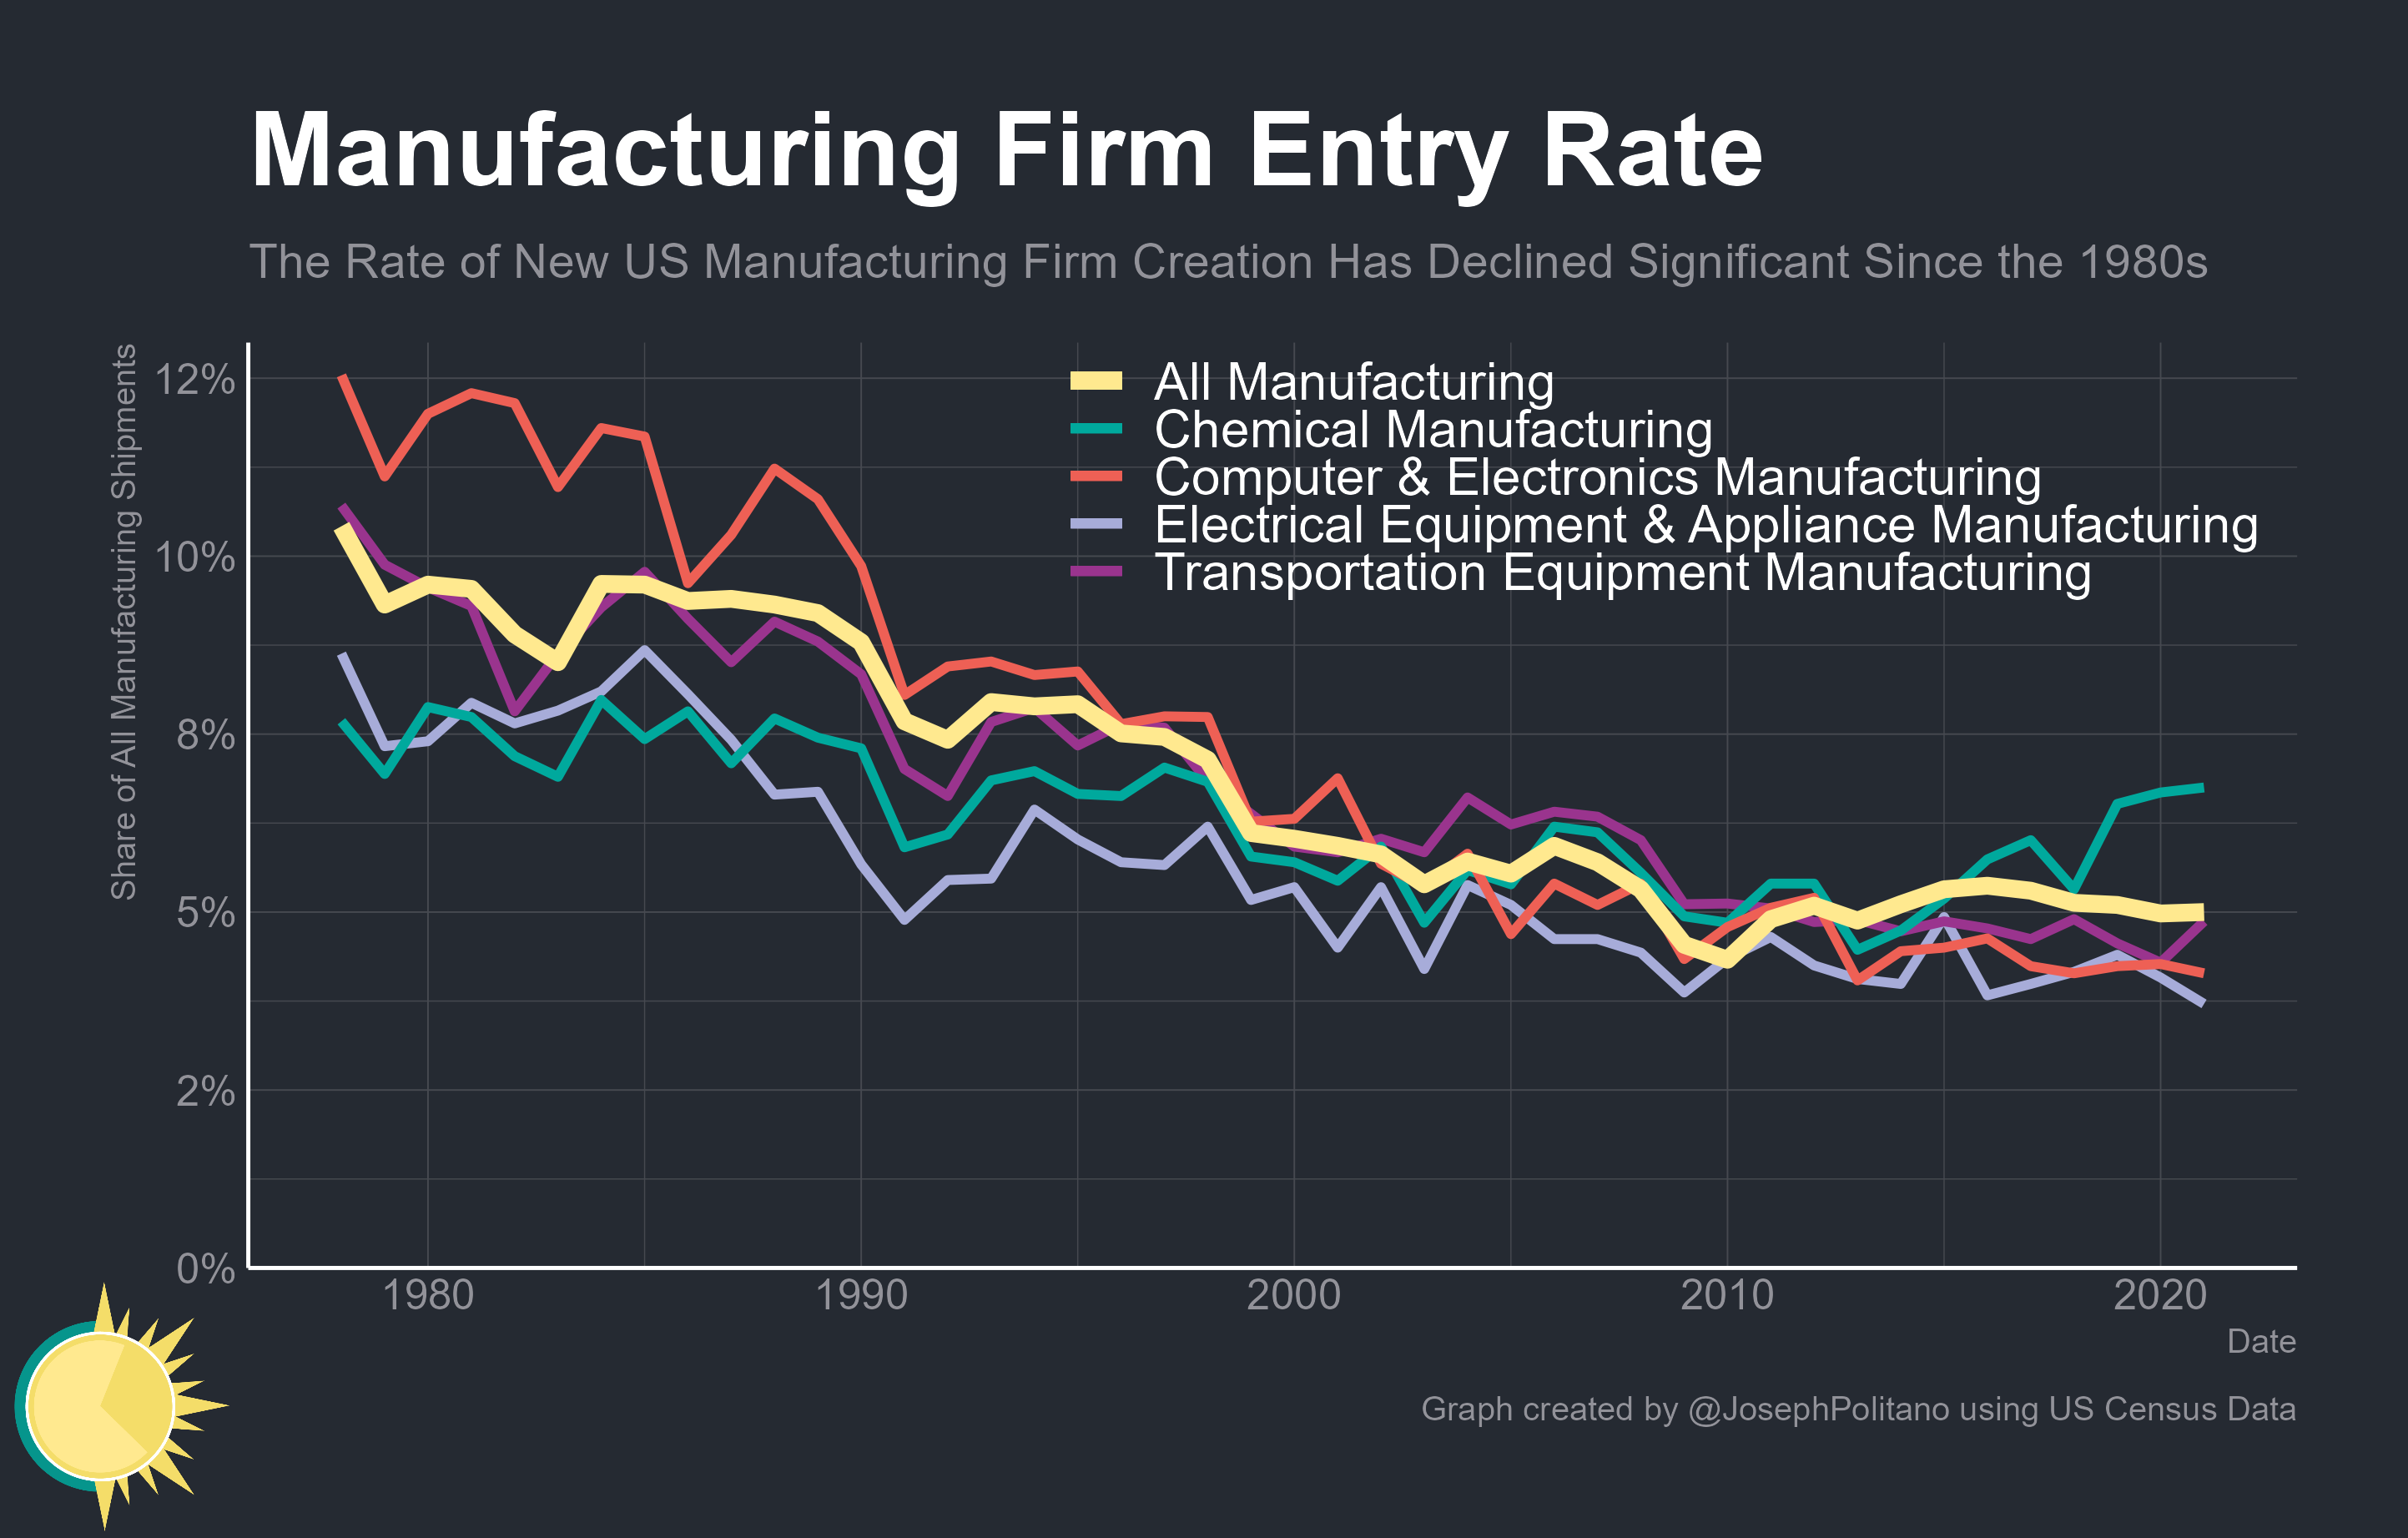 Manufacturing Firm Entry Rate
The Rate of New US Manufacturing Firm Creation Has Declined Significant Since the 1980s
Share of All Manufacturing Shipments
12%
10%
8%
5%
2%
0%
All Manufacturing
Chemical Manufacturing
Computer & Electronics Manufacturing
Electrical Equipment & Appliance Manufacturing
Transportation Equipment Manufacturing
1980 1990 2000 2010 2020
Date
Graph created by @JosephPolitano using US Census Data